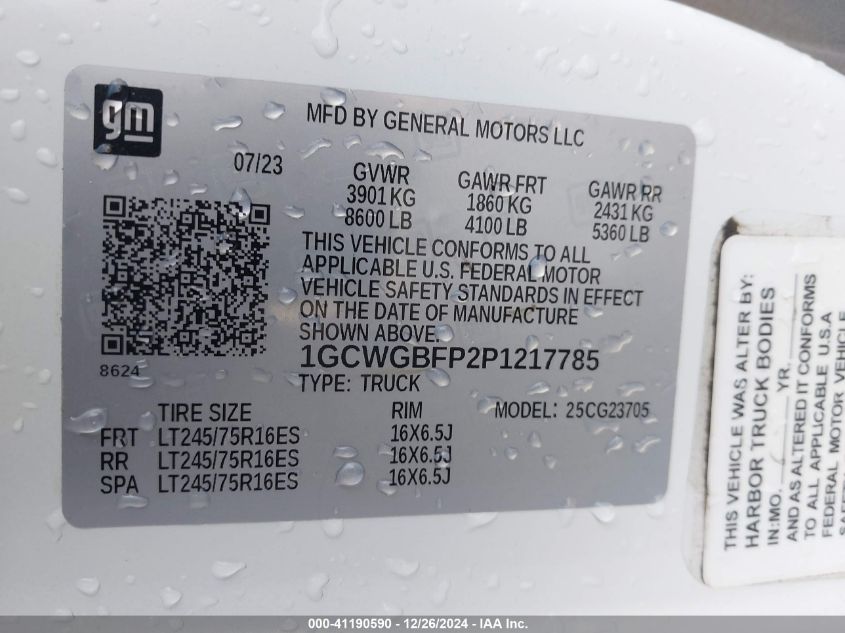 gm
MFD BY GENERAL MOTORS LLC
07/23
GVWR GAWR FRT GAWR RR
3901 KG 1860 KG 2431 KG
8600 LB 4100 LB 5360 LB
THIS VEHICLE CONFORMS TO ALL
APPLICABLE U.S. FEDERAL MOTOR
VEHICLE SAFETY STANDARDS IN EFFECT
ON THE DATE OF MANUFACTURE
SHOWN ABOVE.
8624
1GCWGBFP2P1217785
TYPE: TRUCK
TIRE SIZE RIM MODEL: 25CG23705
FRT LT245/75R16ES 16X6.5J
RR LT245/75R16ES 16X6.5J
SPA LT245/75R16ES 16X6.5J
THIS VEHICLE WAS ALTER BY:
HARBOR TRUCK BODIES
IN:MO. YR.
AND AS ALTERED IT CONFORMS
TO ALL APPLICABLE U.S.A
FEDERAL MOTOR VEHICLE
000-41190590 - 12/26/2024 - IAA Inc.